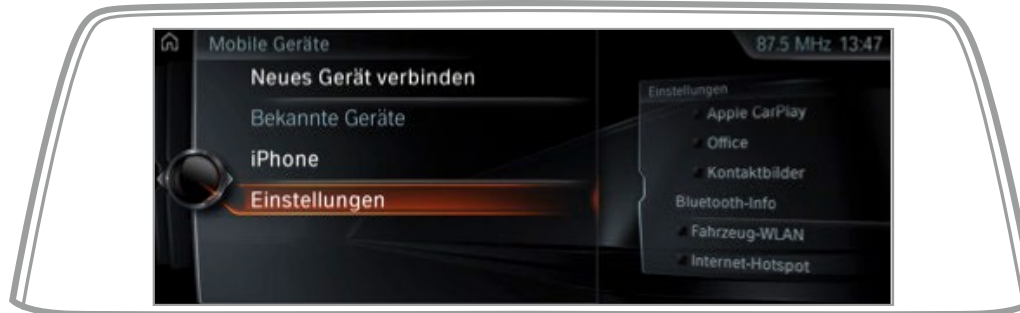 Mobile Geräte
87.5 MHz 13:47
Neues Gerät verbinden
Bekannte Geräte
iPhone
Einstellungen
Einstellungen
Apple CarPlay
Office
Kontaktbilder
Bluetooth-Info
Fahrzeug-WLAN
Internet-Hotspot